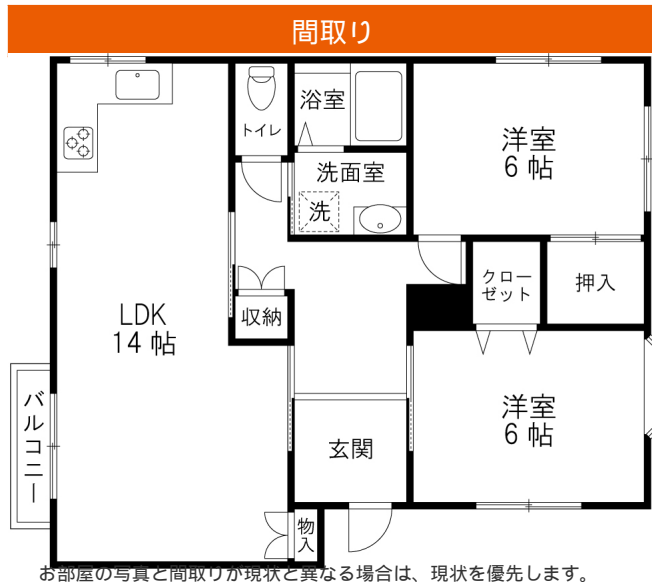 間取り
トイレ
浴室
洗面室
洗
洋室
6 帖
クロー
ゼット
押入
収納
LDK
14 帖
バルコニー
洋室
6 帖
玄関
物入
お部屋の写真と間取りが現状と異なる場合は、現状を優先します。